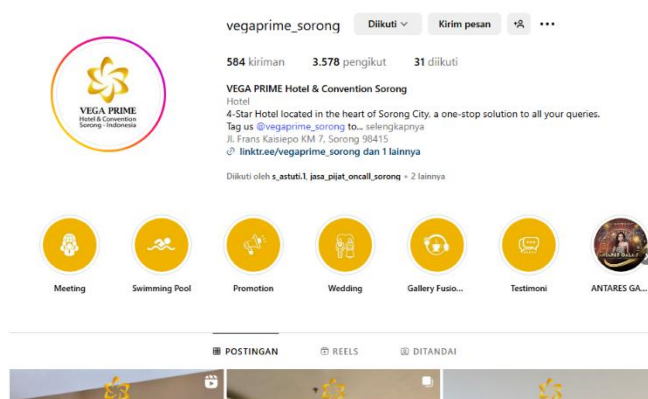 vegaprime_sorong Diikuti Kirim pesan
584 kiriman 3.578 pengikut 31 diikuti
VEGA PRIME
Hotel & Convention
Sorong - Indonesia
VEGA PRIME Hotel & Convention Sorong
Hotel
4-Star Hotel located in the heart of Sorong City, a one-stop solution to all your queries.
Tag us @vegaprime_sorong to... selengkapnya
Jl. Frans Kaisiepo KM 7, Sorong 98415
linktr.ee/vegaprime_sorong dan 1 lainnya
Diikuti oleh s_astuti.1, jasa_pijat_oncall_sorong + 2 lainnya
Meeting Swimming Pool Promotion Wedding Gallery Fusio... Testimoni ANTARES GA...
POSTINGAN REELS DITANDAI